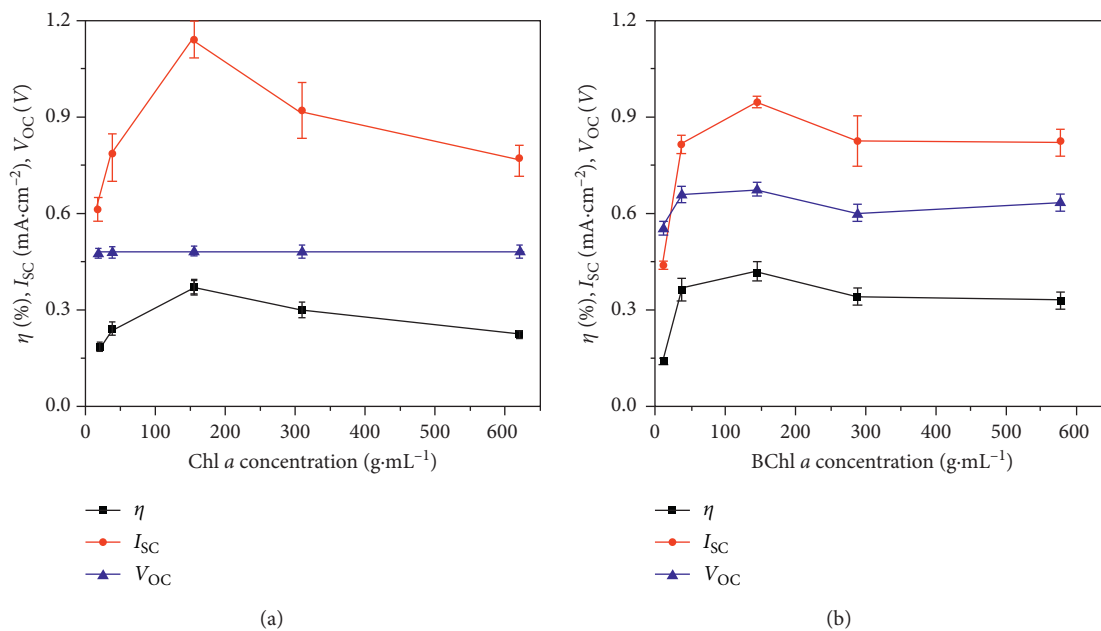 η (%), I_SC (mA·cm⁻²), V_OC (V)
1.2
0.9
0.6
0.3
0.0
0 100 200 300 400 500 600
Chl a concentration (g·mL⁻¹)
η
I_SC
V_OC
(a)
η (%), I_SC (mA·cm⁻²), V_OC (V)
1.2
0.9
0.6
0.3
0.0
0 100 200 300 400 500 600
BChl a concentration (g·mL⁻¹)
η
I_SC
V_OC
(b)